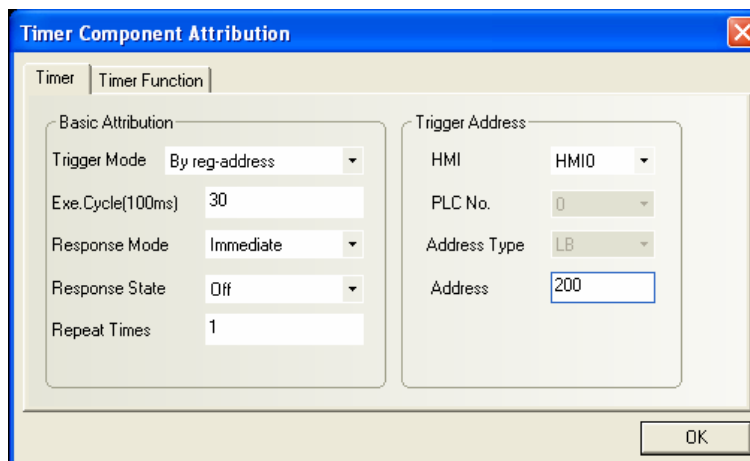 Timer Component Attribution
Timer Timer Function
Basic Attribution
Trigger Mode By reg-address
Exe.Cycle(100ms) 30
Response Mode Immediate
Response State Off
Repeat Times 1
Trigger Address
HMI HMI0
PLC No. 0
Address Type LB
Address 200
OK